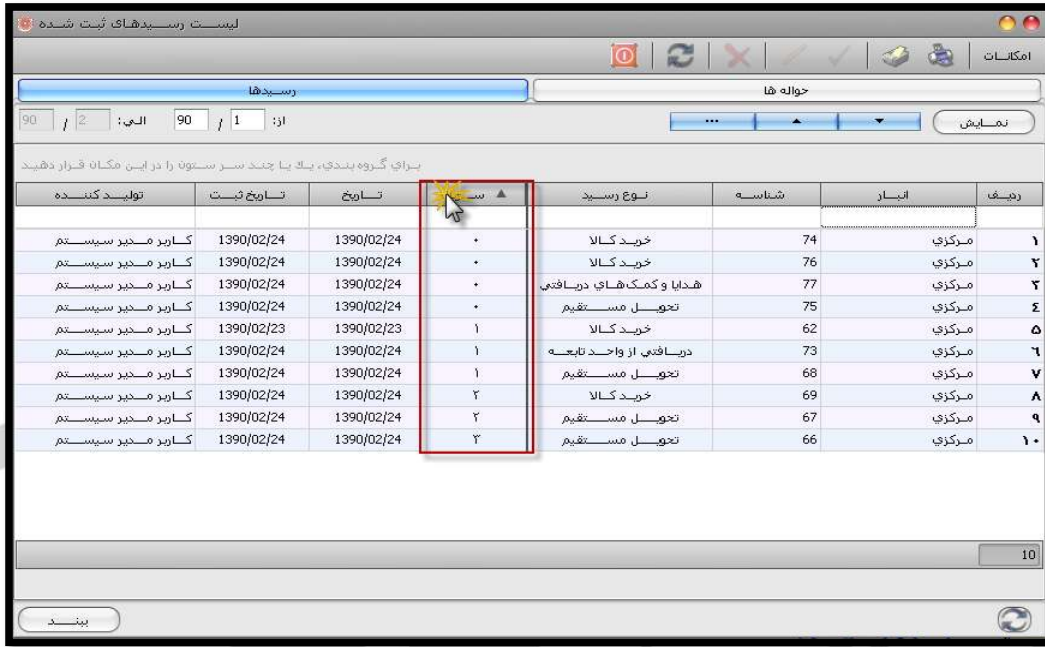 لیست رسیدهای ثبت شده
امکانات
رسیدها حواله ها
از: 1 / 90 الی: 2 / 90 ... نمایش
برای گروه بندی، یک یا چند سر ستون را در این مکان قرار دهید
ردیف انبار شناسه نوع رسید تاریخ تاریخ ثبت تولید کننده
۱ مرکزی 74 خرید کالا ۰ 1390/02/24 1390/02/24 کاربر مدیر سیستم
۲ مرکزی 76 خرید کالا ۰ 1390/02/24 1390/02/24 کاربر مدیر سیستم
۳ مرکزی 77 هدایا و کمک های دریافتی ۰ 1390/02/24 1390/02/24 کاربر مدیر سیستم
٤ مرکزی 75 تحویل مستقیم ۰ 1390/02/24 1390/02/24 کاربر مدیر سیستم
۵ مرکزی 62 خرید کالا ۱ 1390/02/23 1390/02/23 کاربر مدیر سیستم
٦ مرکزی 73 دریافتی از واحد تابعه ۱ 1390/02/24 1390/02/24 کاربر مدیر سیستم
۷ مرکزی 68 تحویل مستقیم ۱ 1390/02/24 1390/02/24 کاربر مدیر سیستم
۸ مرکزی 69 خرید کالا ۲ 1390/02/24 1390/02/24 کاربر مدیر سیستم
۹ مرکزی 67 تحویل مستقیم ۲ 1390/02/24 1390/02/24 کاربر مدیر سیستم
۱۰ مرکزی 66 تحویل مستقیم ۳ 1390/02/24 1390/02/24 کاربر مدیر سیستم
10
ببند